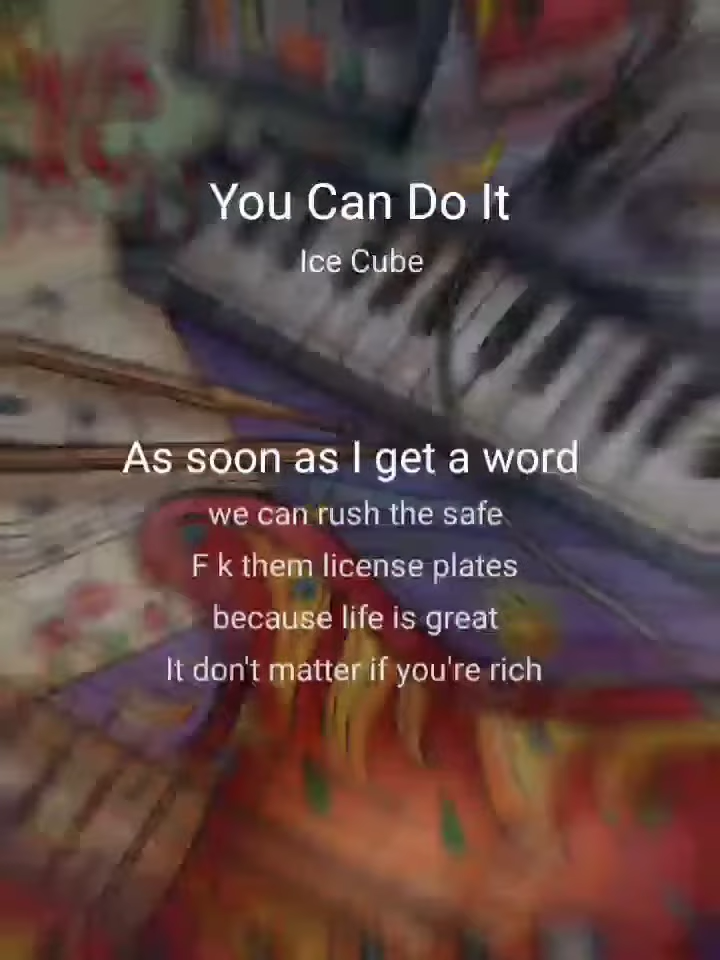 You Can Do It
Ice Cube
As soon as I get a word
we can rush the safe
F k them license plates
because life is great
It don't matter if you're rich